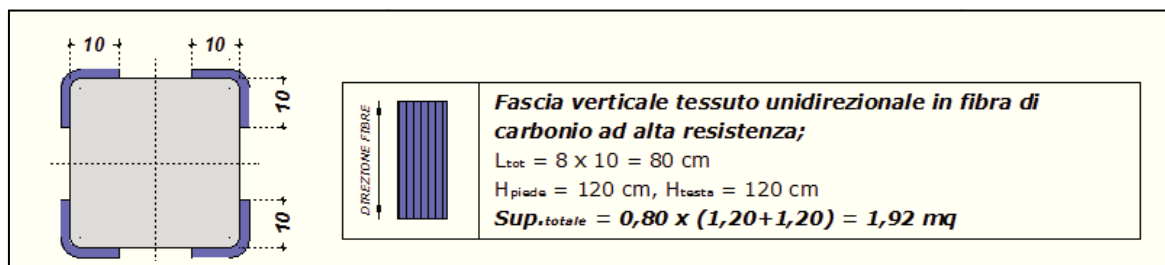 10
10
10
10
DIREZIONE FIBRE
Fascia verticale tessuto unidirezionale in fibra di
carbonio ad alta resistenza;
Ltot = 8 x 10 = 80 cm
Hpiede = 120 cm, Htesta = 120 cm
Sup.totale = 0,80 x (1,20+1,20) = 1,92 mq